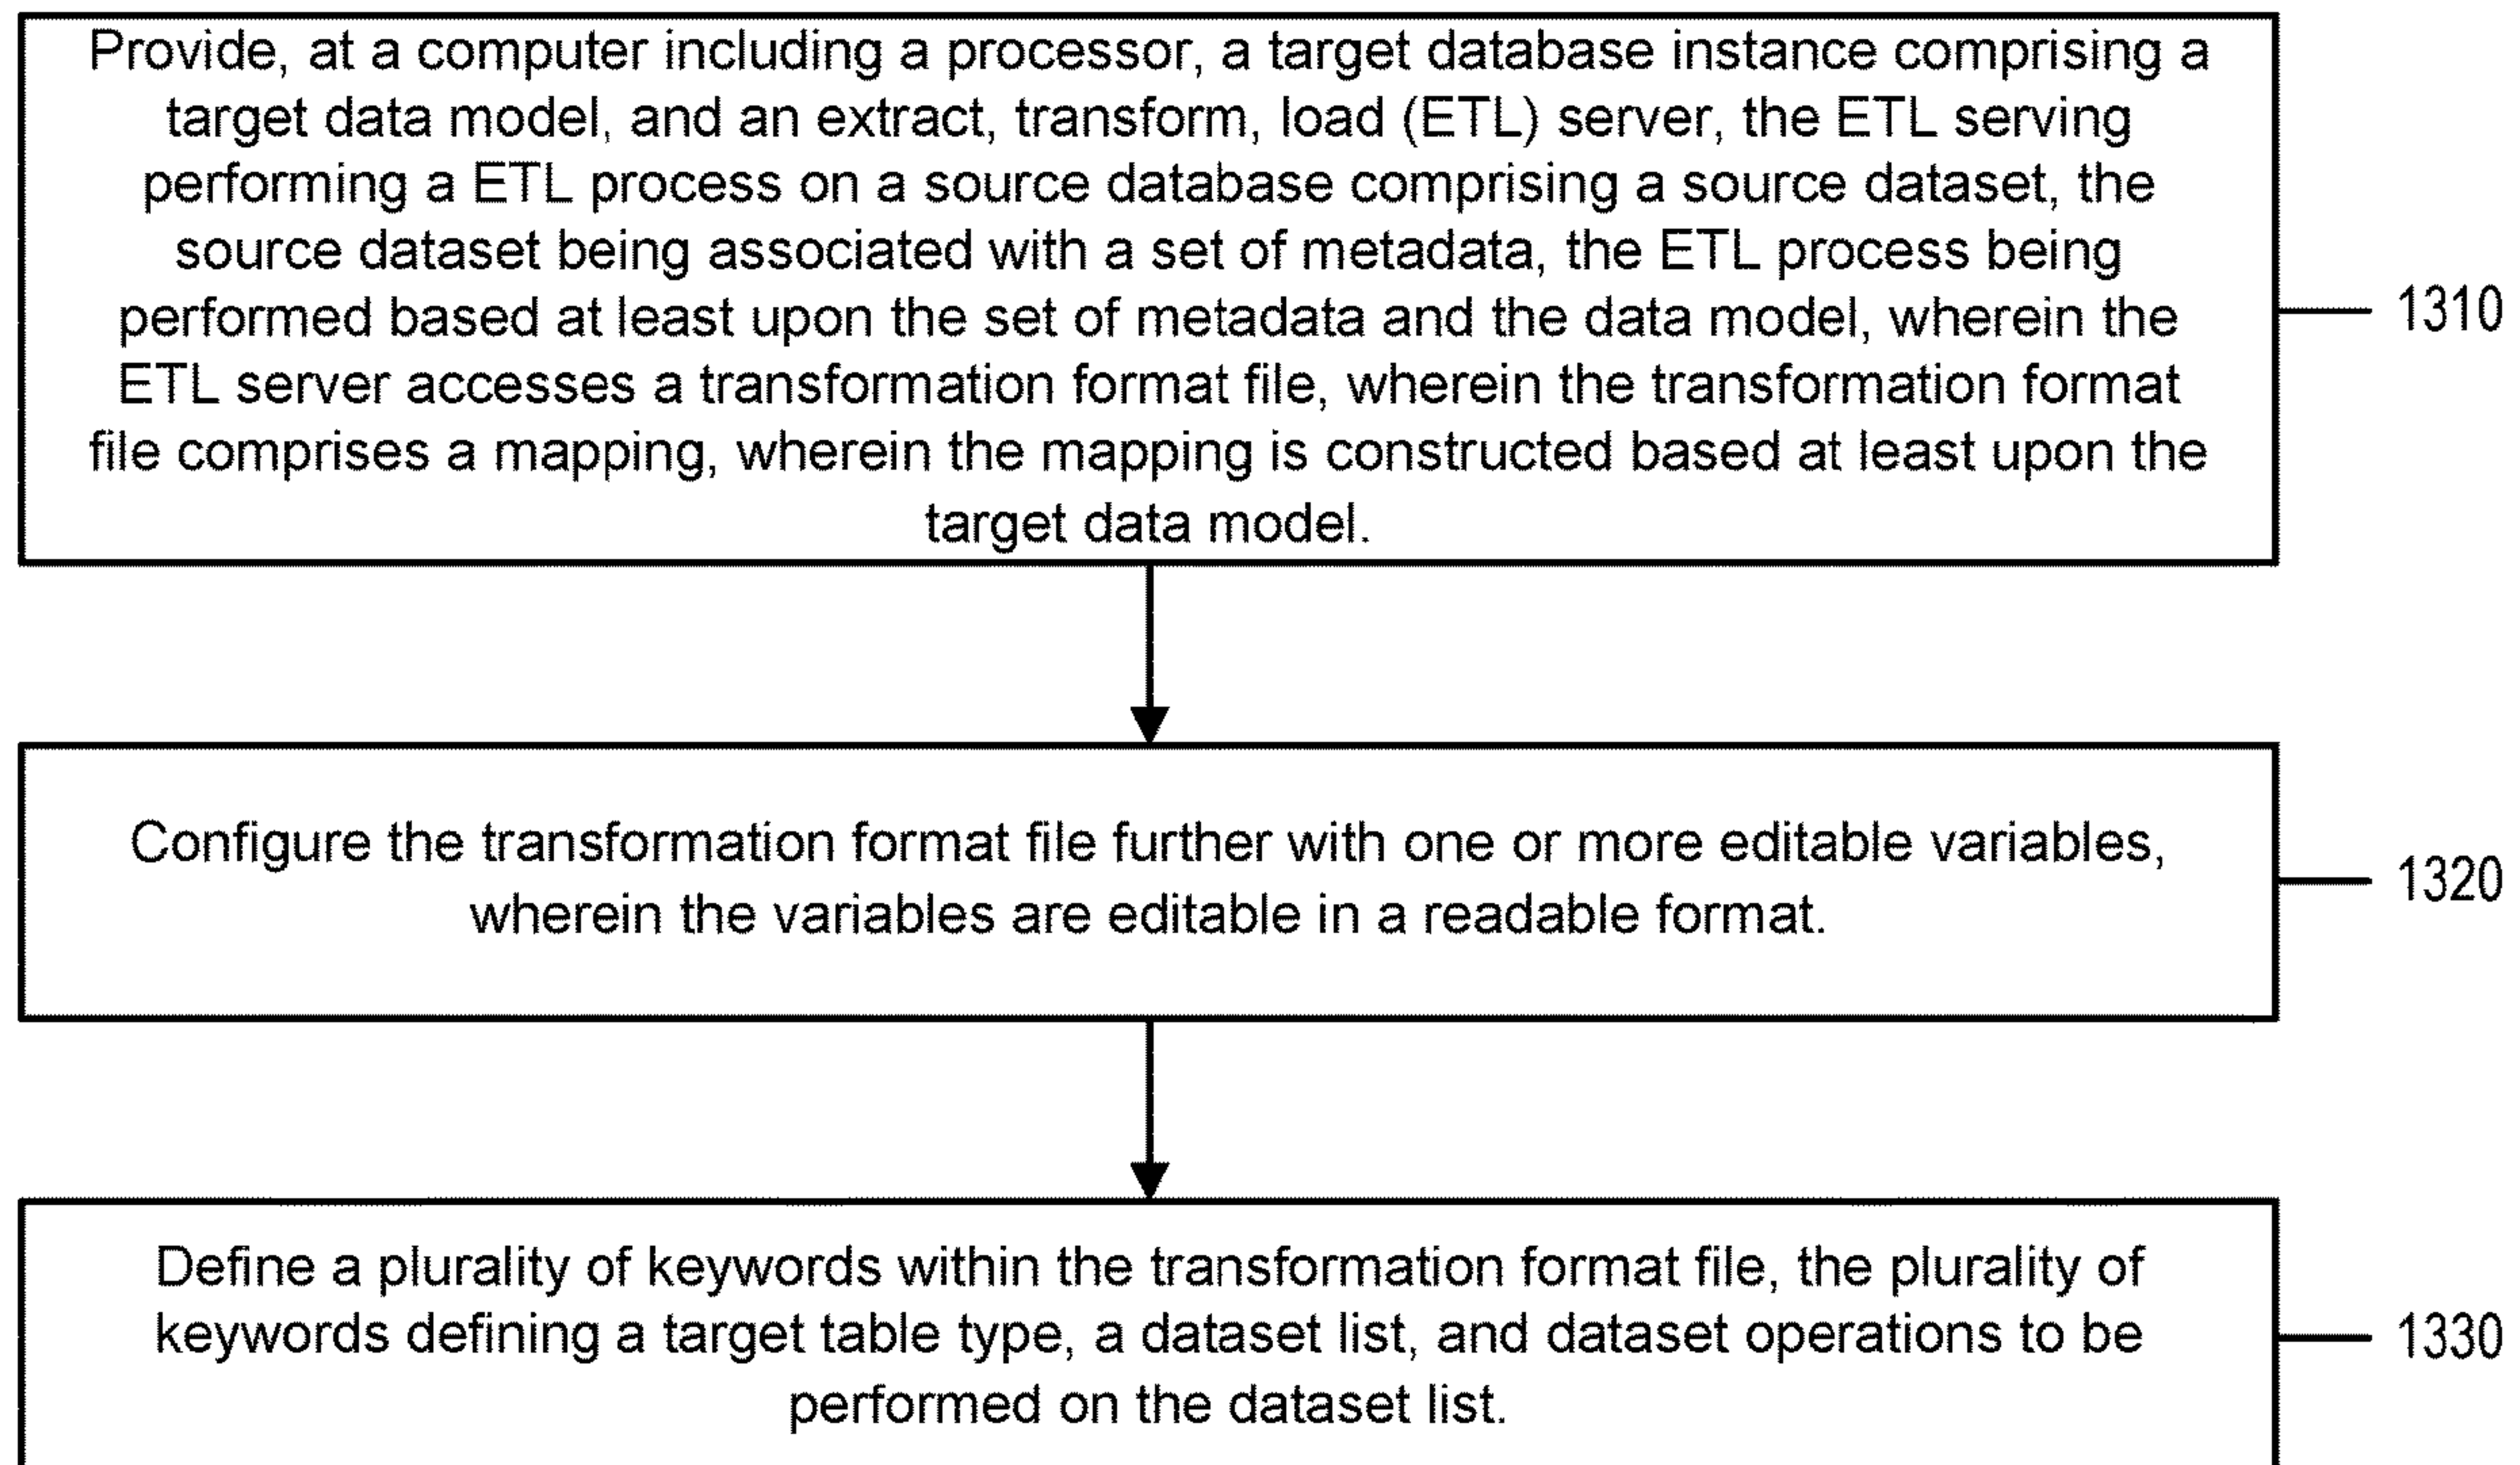 Provide, at a computer including a processor, a target database instance comprising a
target data model, and an extract, transform, load (ETL) server, the ETL serving
performing a ETL process on a source database comprising a source dataset, the
source dataset being associated with a set of metadata, the ETL process being
performed based at least upon the set of metadata and the data model, wherein the
ETL server accesses a transformation format file, wherein the transformation format
file comprises a mapping, wherein the mapping is constructed based at least upon the
target data model.
1310
Configure the transformation format file further with one or more editable variables,
wherein the variables are editable in a readable format.
1320
Define a plurality of keywords within the transformation format file, the plurality of
keywords defining a target table type, a dataset list, and dataset operations to be
performed on the dataset list.
1330